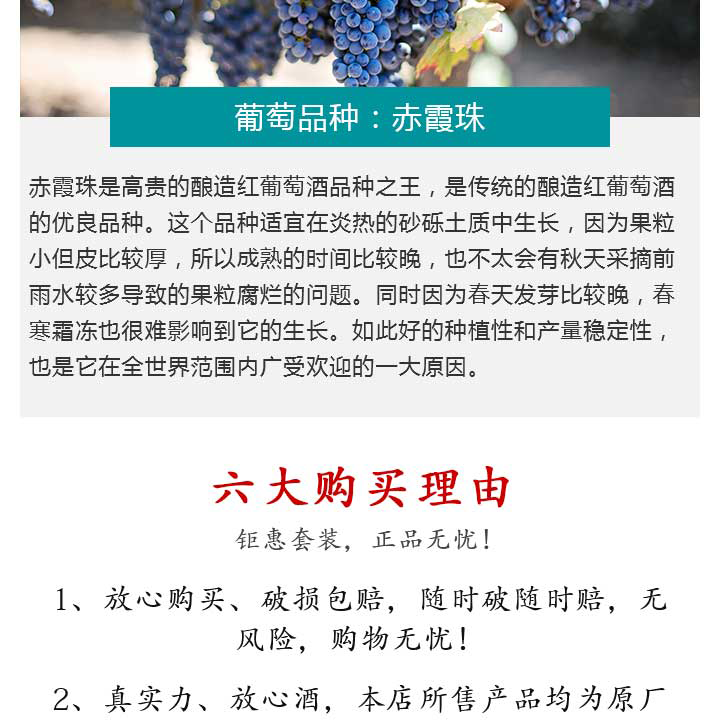 葡萄品种：赤霞珠
赤霞珠是高贵的酿造红葡萄酒品种之王，是传统的酿造红葡萄酒
的优良品种。这个品种适宜在炎热的砂砾土质中生长，因为果粒
小但皮比较厚，所以成熟的时间比较晚，也不太会有秋天采摘前
雨水较多导致的果粒腐烂的问题。同时因为春天发芽比较晚，春
寒霜冻也很难影响到它的生长。如此好的种植性和产量稳定性，
也是它在全世界范围内广受欢迎的一大原因。
六大购买理由
钜惠套装，正品无忧！
1、放心购买、破损包赔，随时破随时赔，无
风险，购物无忧！
2、真实力、放心酒，本店所售产品均为原厂